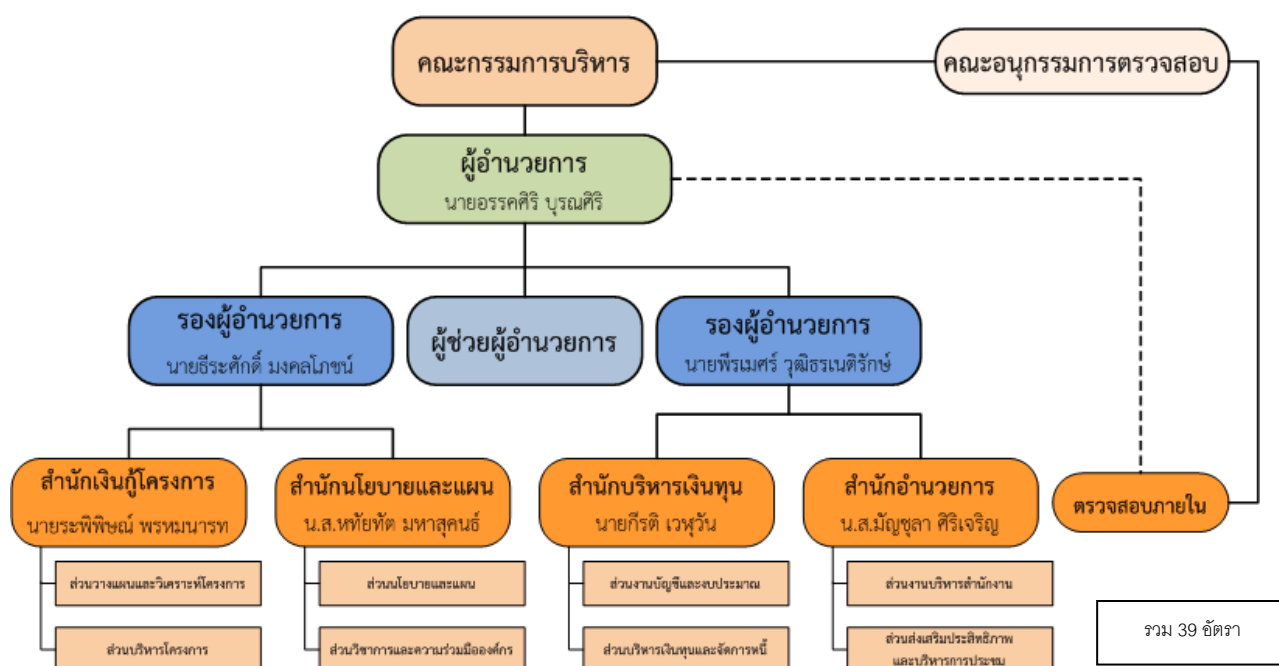 คณะกรรมการบริหาร
คณะอนุกรรมการตรวจสอบ
ผู้อำนวยการ
นายอรรคศิริ บุรณศิริ
รองผู้อำนวยการ
นายธีระศักดิ์ มงคลโภชน์
ผู้ช่วยผู้อำนวยการ
รองผู้อำนวยการ
นายพีรเมศร์ วุฒิธรเนติรักษ์
สำนักเงินกู้โครงการ
นายระพีพิษณ์ พรหมนารท
สำนักนโยบายและแผน
น.ส.หทัยทัต มหาสุคนธ์
สำนักบริหารเงินทุน
นายกีรติ เวฬุวัน
สำนักอำนวยการ
น.ส.มัญชุลา ศิริเจริญ
ตรวจสอบภายใน
ส่วนวางแผนและวิเคราะห์โครงการ
ส่วนนโยบายและแผน
ส่วนงานบัญชีและงบประมาณ
ส่วนงานบริหารสำนักงาน
ส่วนบริหารโครงการ
ส่วนวิชาการและความร่วมมือองค์กร
ส่วนบริหารเงินทุนและจัดการหนี้
ส่วนส่งเสริมประสิทธิภาพ
และบริหารการประชุม
รวม 39 อัตรา